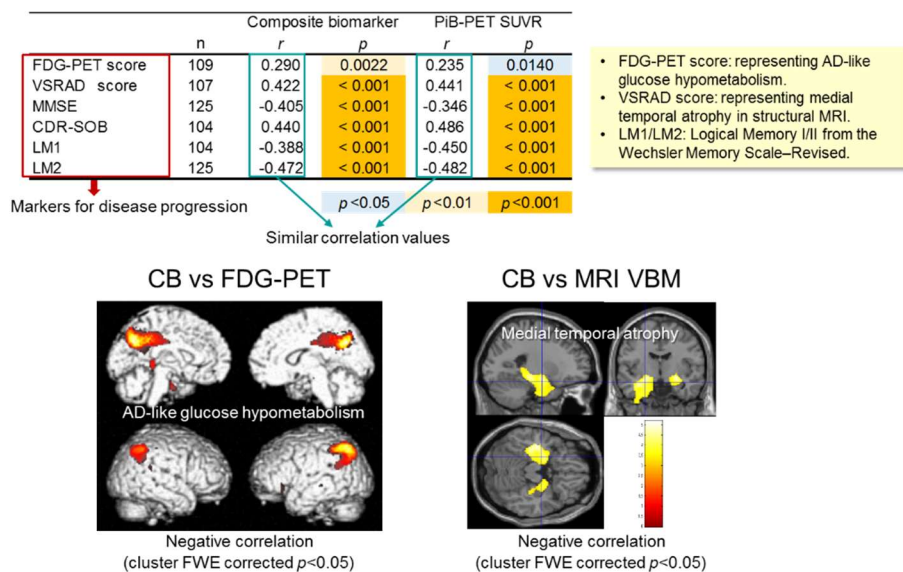 Composite biomarker PiB-PET SUVR
n r p r p
FDG-PET score 109 0.290 0.0022 0.235 0.0140
VSRAD score 107 0.422 < 0.001 0.441 < 0.001
MMSE 125 -0.405 < 0.001 -0.346 < 0.001
CDR-SOB 104 0.440 < 0.001 0.486 < 0.001
LM1 104 -0.388 < 0.001 -0.450 < 0.001
LM2 125 -0.472 < 0.001 -0.482 < 0.001
Markers for disease progression
p <0.05 p <0.01 p <0.001
Similar correlation values
• FDG-PET score: representing AD-like
glucose hypometabolism.
• VSRAD score: representing medial
temporal atrophy in structural MRI.
• LM1/LM2: Logical Memory I/II from the
Wechsler Memory Scale–Revised.
CB vs FDG-PET
AD-like glucose hypometabolism
Negative correlation
(cluster FWE corrected p<0.05)
CB vs MRI VBM
Medial temporal atrophy
Negative correlation
(cluster FWE corrected p<0.05)